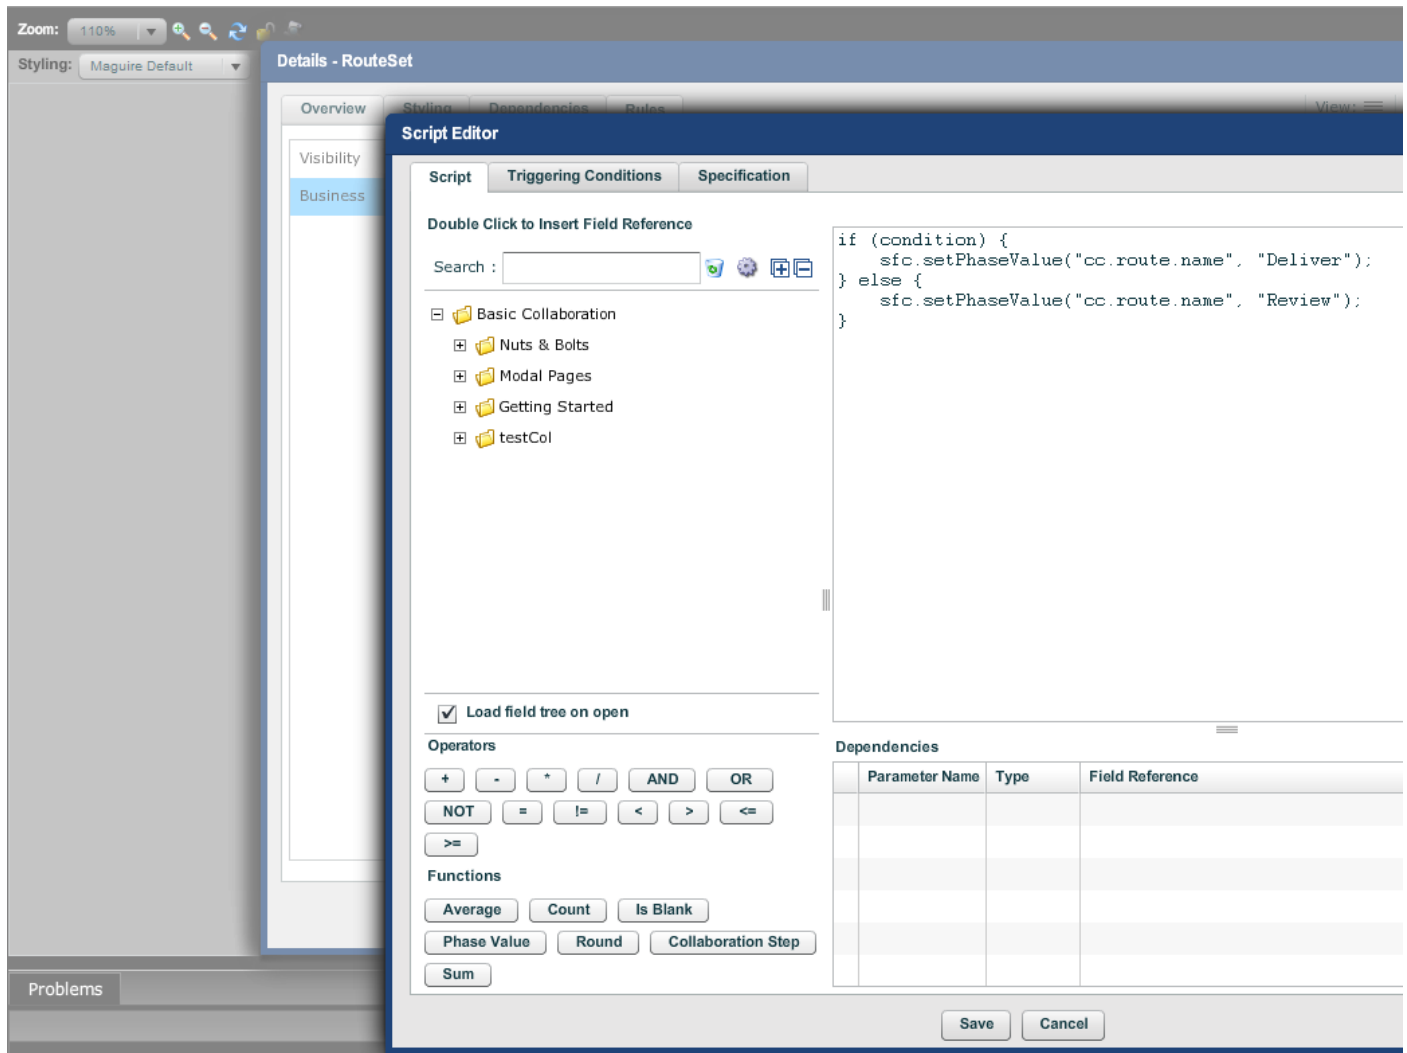 Zoom: 110%
Styling: Maguire Default
Details - RouteSet
Overview Styling Dependencies Rules View:
Script Editor
Visibility
Business
Script Triggering Conditions Specification
Double Click to Insert Field Reference
Search :
Basic Collaboration
Nuts & Bolts
Modal Pages
Getting Started
testCol
if (condition) {
    sfc.setPhaseValue("cc.route.name", "Deliver");
} else {
    sfc.setPhaseValue("cc.route.name", "Review");
}
Load field tree on open
Operators
+ - * / AND OR
NOT = != < > <=
>=
Functions
Average Count Is Blank
Phase Value Round Collaboration Step
Sum
Dependencies
Parameter Name Type Field Reference
Problems
Save Cancel